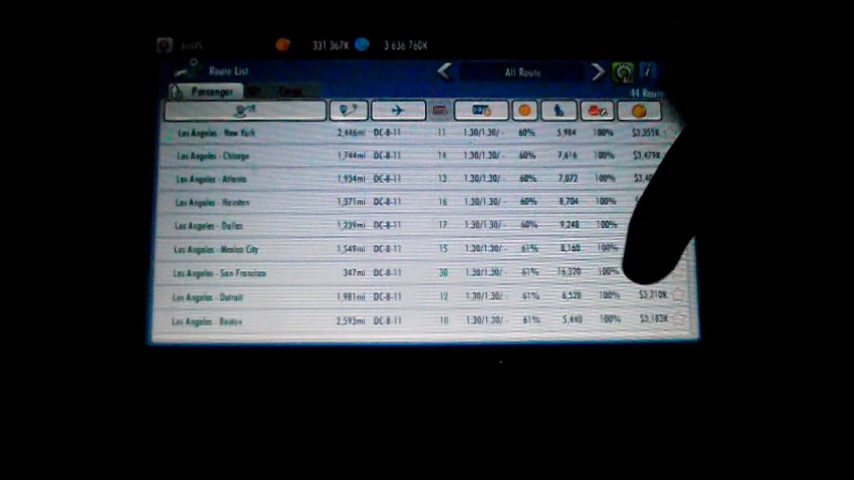 331 367K 3 636 760K
Route List All Route
Passenger Cargo 44 Route
Los Angeles - New York 2,446mi DC-8-11 11 1.30/1.30/- 60% 5,984 100% $3,355K
Los Angeles - Chicago 1,744mi DC-8-11 14 1.30/1.30/- 60% 7,616 100% $3,479K
Los Angeles - Atlanta 1,934mi DC-8-11 13 1.30/1.30/- 60% 7,072 100%
Los Angeles - Houston 1,371mi DC-8-11 16 1.30/1.30/- 60% 8,704 100%
Los Angeles - Dallas 1,239mi DC-8-11 17 1.30/1.30/- 60% 9,248 100%
Los Angeles - Mexico City 1,549mi DC-8-11 15 1.30/1.30/- 61% 8,160 100%
Los Angeles - San Francisco 347mi DC-8-11 30 1.30/1.30/- 61% 16,320 100%
Los Angeles - Detroit 1,981mi DC-8-11 12 1.30/1.30/- 61% 6,528 100% $3,210K
Los Angeles - Boston 2,593mi DC-8-11 10 1.30/1.30/- 61% 5,440 100% $3,183K